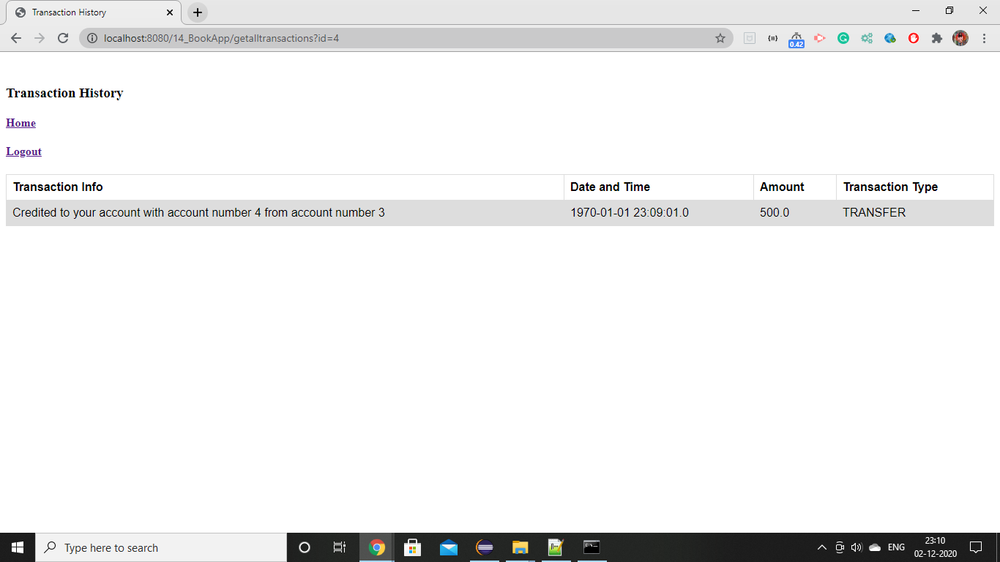 Transaction History
localhost:8080/14_BookApp/getalltransactions?id=4
0.42
Transaction History
Home
Logout
Transaction Info Date and Time Amount Transaction Type
Credited to your account with account number 4 from account number 3 1970-01-01 23:09:01.0 500.0 TRANSFER
Type here to search
ENG
23:10
02-12-2020